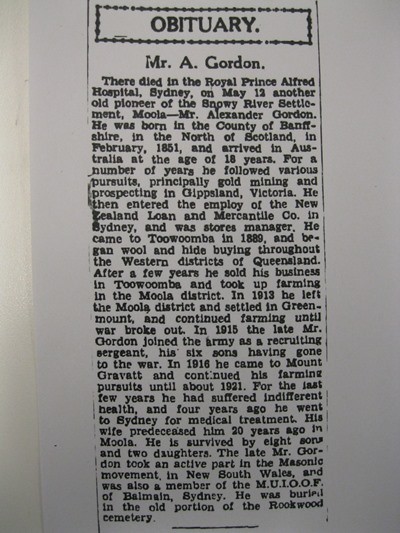 OBITUARY.
Mr. A. Gordon.
There died in the Royal Prince Alfred
Hospital, Sydney, on May 12 another
old pioneer of the Snowy River Settle-
ment, Moola—Mr. Alexander Gordon.
He was born in the County of Banff-
shire, in the North of Scotland, in
February, 1851, and arrived in Aus-
tralia at the age of 18 years. For a
number of years he followed various
pursuits, principally gold mining and
prospecting in Gippsland, Victoria. He
then entered the employ of the New
Zealand Loan and Mercantile Co. in
Sydney, and was stores manager. He
came to Toowoomba in 1889, and be-
gan wool and hide buying throughout
the Western districts of Queensland.
After a few years he sold his business
in Toowoomba and took up farming
in the Moola district. In 1913 he left
the Moola district and settled in Green-
mount, and continued farming until
war broke out. In 1915 the late Mr.
Gordon joined the army as a recruiting
sergeant, his six sons having gone
to the war. In 1916 he came to Mount
Gravatt and continued his farming
pursuits until about 1921. For the last
few years he had suffered indifferent
health, and four years ago he went
to Sydney for medical treatment. His
wife predeceased him 20 years ago in
Moola. He is survived by eight sons
and two daughters. The late Mr. Gor-
don took an active part in the Masonic
movement, in New South Wales, and
was also a member of the M.U.I.O.O.F.
of Balmain, Sydney. He was buried
in the old portion of the Rookwood
cemetery.